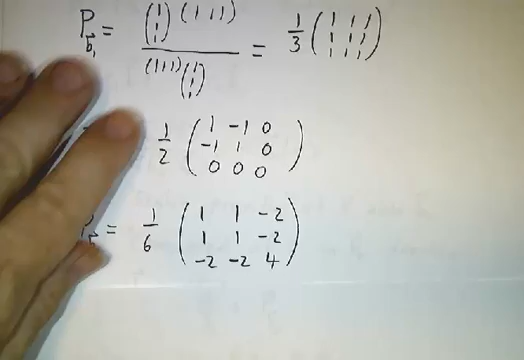 P_b₁ = (1 1 1) (1 1 1) / (1 1 1) (1 1 1) = 1/3 (1 1 1
1 1 1
1 1 1)
1/2 (1 -1 0
-1 1 0
0 0 0)
= 1/6 (1 1 -2
1 1 -2
-2 -2 4)